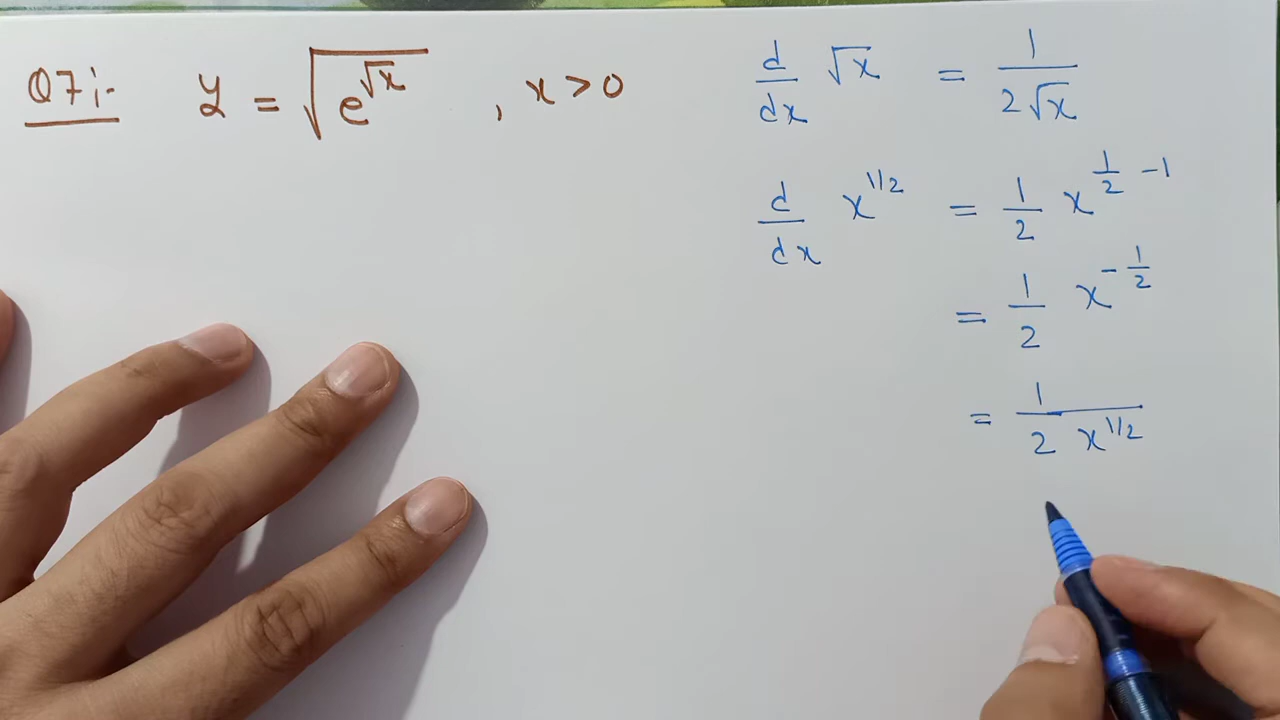 Q7:- y = √(e^√x) , x > 0
d/dx √x = 1/(2√x)
d/dx x^1/2 = 1/2 x^(1/2 - 1)
= 1/2 x^(-1/2)
= 1/(2 x^1/2)